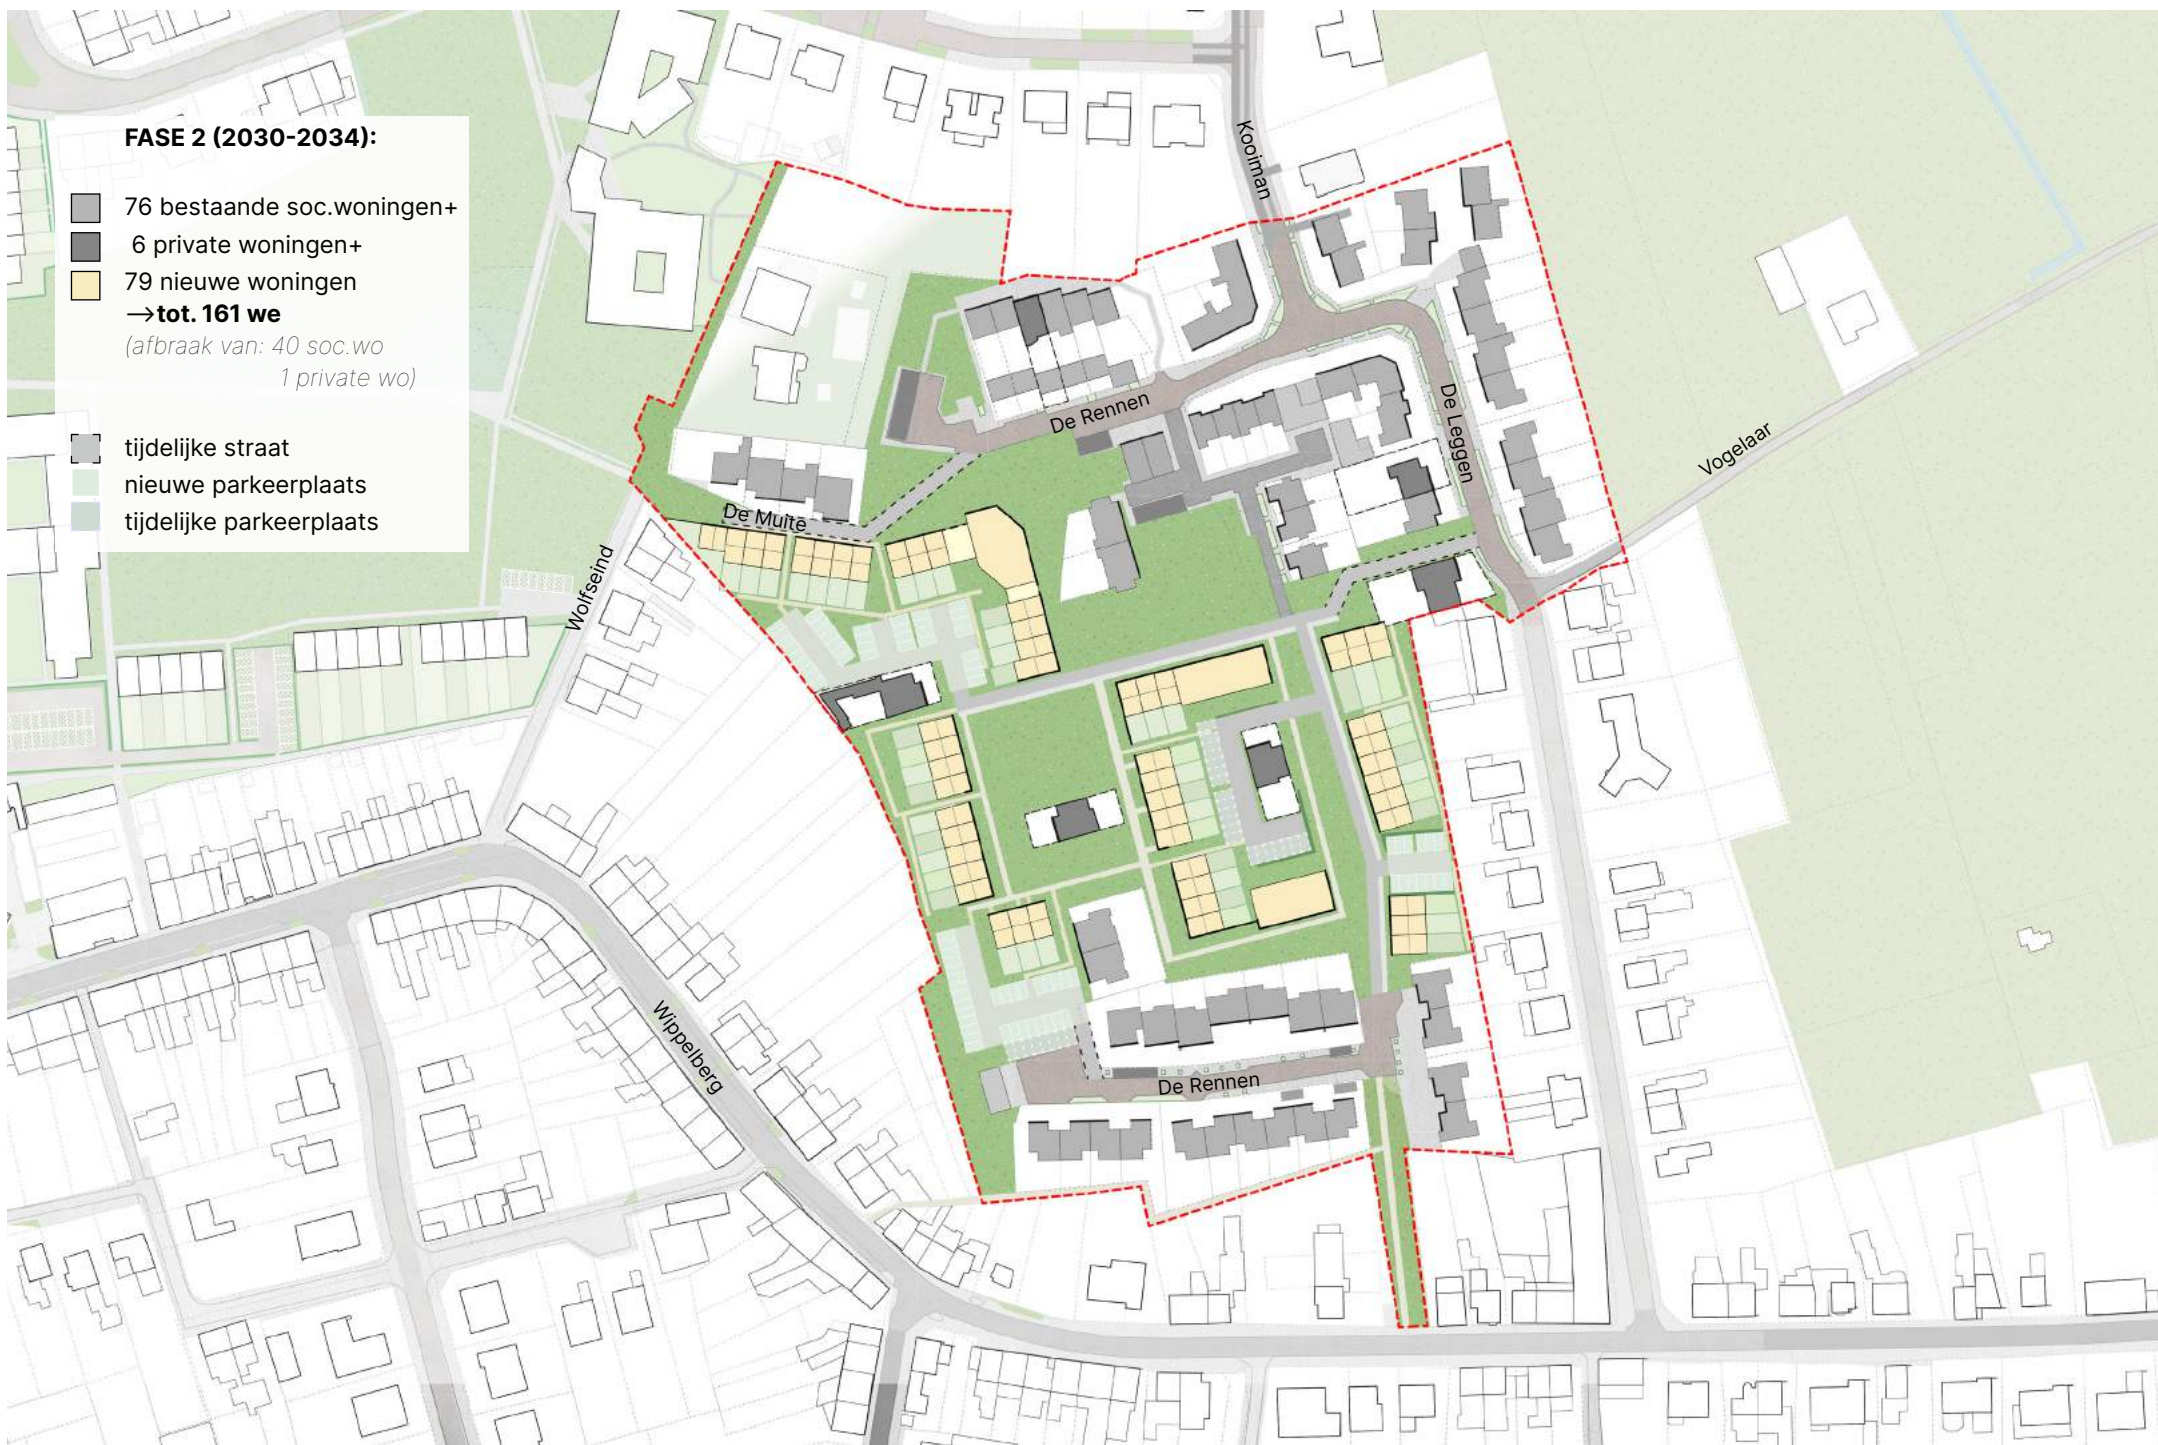 FASE 2 (2030-2034):
76 bestaande soc.woningen+
6 private woningen+
79 nieuwe woningen
→tot. 161 we
(afbraak van: 40 soc.wo
1 private wo)
tijdelijke straat
nieuwe parkeerplaats
tijdelijke parkeerplaats
Kooiman
De Rennen
De Leggen
Vogelaar
De Muite
Wolfseind
Wippelberg
De Rennen